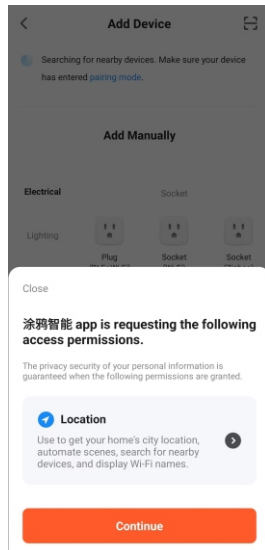 Add Device
Searching for nearby devices. Make sure your device
has entered pairing mode.
Add Manually
Electrical
Socket
Lighting
Plug
Socket
Socket
Close
涂鸦智能 app is requesting the following
access permissions.
The privacy security of your personal information is
guaranteed when the following permissions are granted.
Location
Use to get your home's city location,
automate scenes, search for nearby
devices, and display Wi-Fi names.
Continue